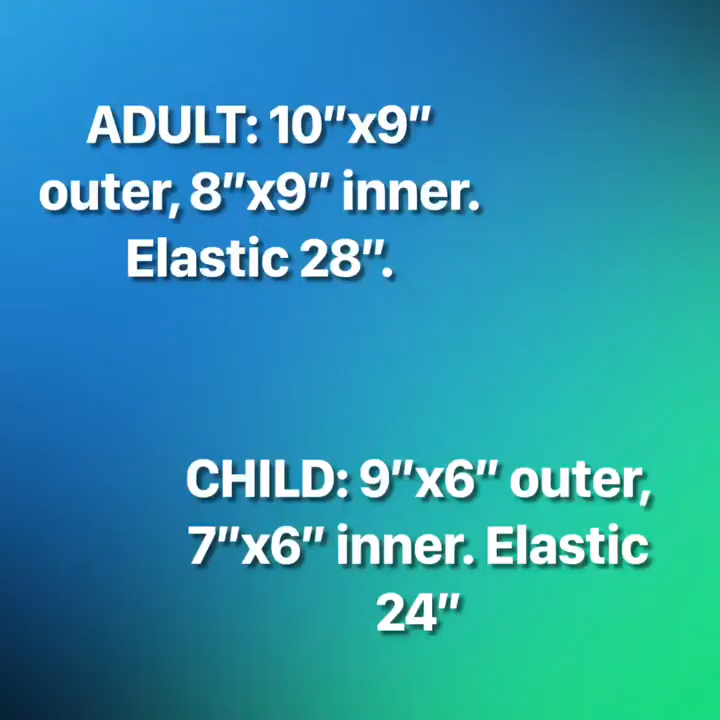 ADULT: 10"x9"
outer, 8"x9" inner.
Elastic 28".
CHILD: 9"x6" outer,
7"x6" inner. Elastic
24"